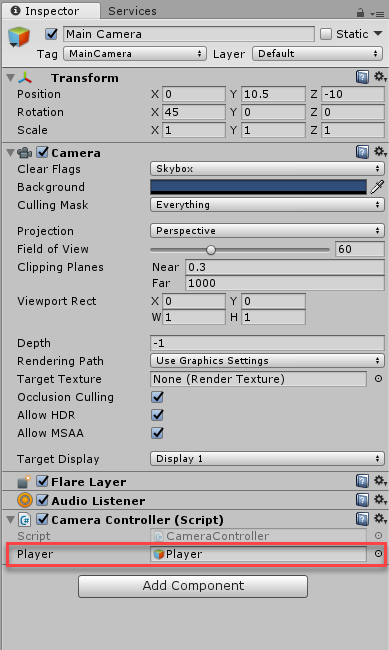 Inspector Services
Main Camera Static
Tag MainCamera Layer Default
Transform
Position X 0 Y 10.5 Z -10
Rotation X 45 Y 0 Z 0
Scale X 1 Y 1 Z 1
Camera
Clear Flags Skybox
Background
Culling Mask Everything
Projection Perspective
Field of View 60
Clipping Planes Near 0.3
Far 1000
Viewport Rect X 0 Y 0
W 1 H 1
Depth -1
Rendering Path Use Graphics Settings
Target Texture None (Render Texture)
Occlusion Culling
Allow HDR
Allow MSAA
Target Display Display 1
Flare Layer
Audio Listener
Camera Controller (Script)
Script CameraController
Player Player
Add Component